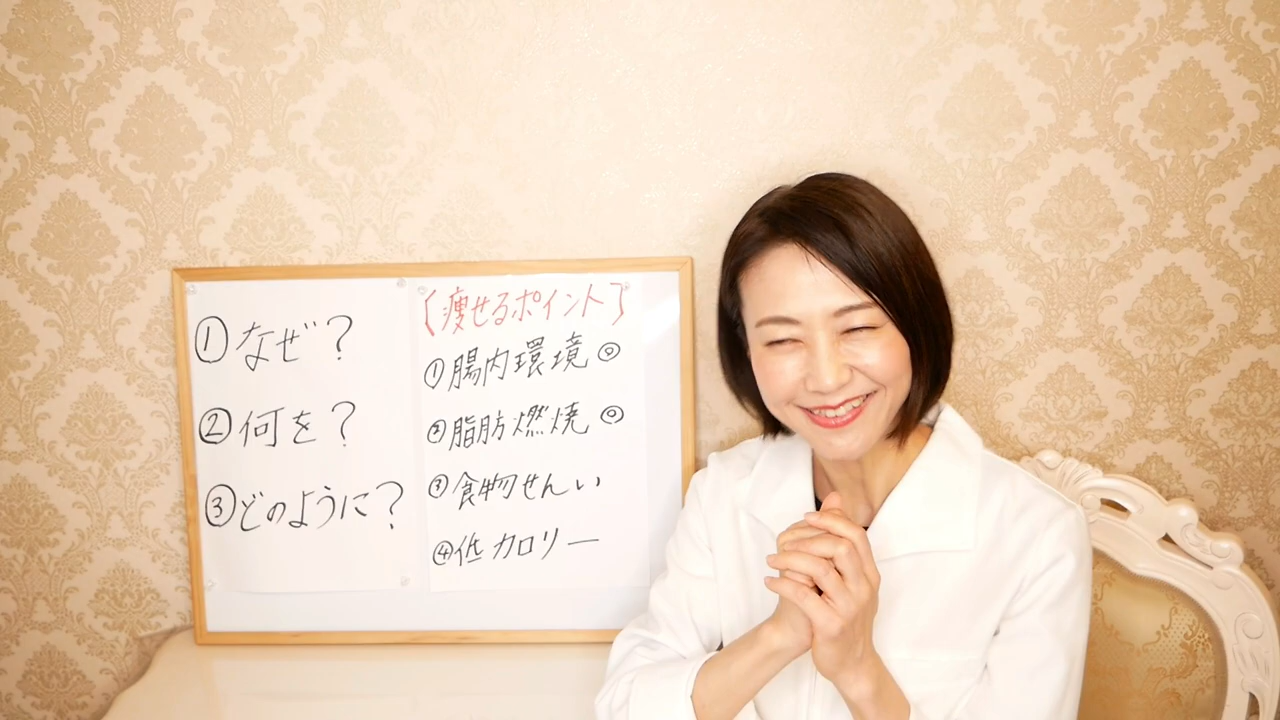 ① なぜ？
② 何を？
③ どのように？
〔痩せるポイント〕
① 腸内環境 ◎
② 脂肪燃焼 ◎
③ 食物せんい
④ 低カロリー